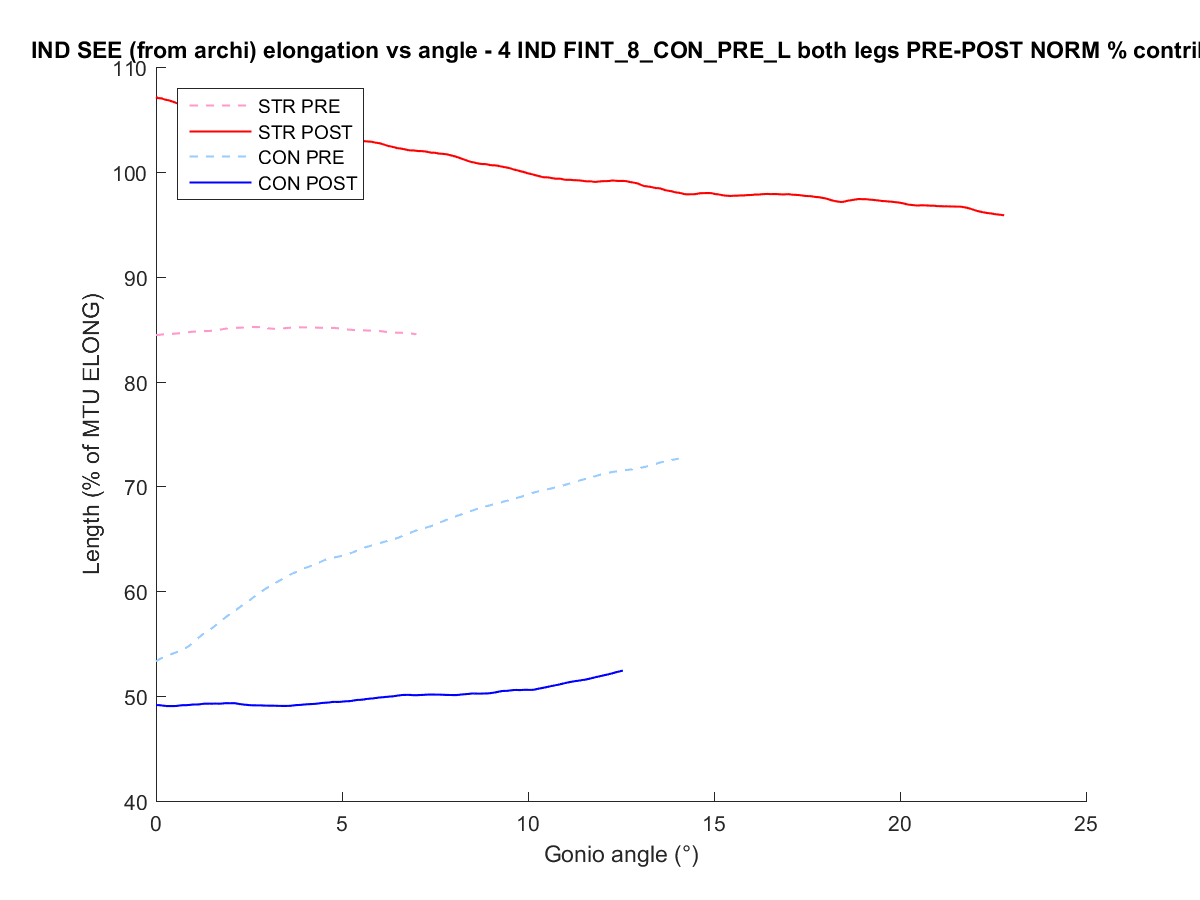 IND SEE (from archi) elongation vs angle - 4 IND FINT_8_CON_PRE_L both legs PRE-POST NORM % contril
110
100
90
80
70
60
50
40
Length (% of MTU ELONG)
STR PRE
STR POST
CON PRE
CON POST
0 5 10 15 20 25
Gonio angle (°)